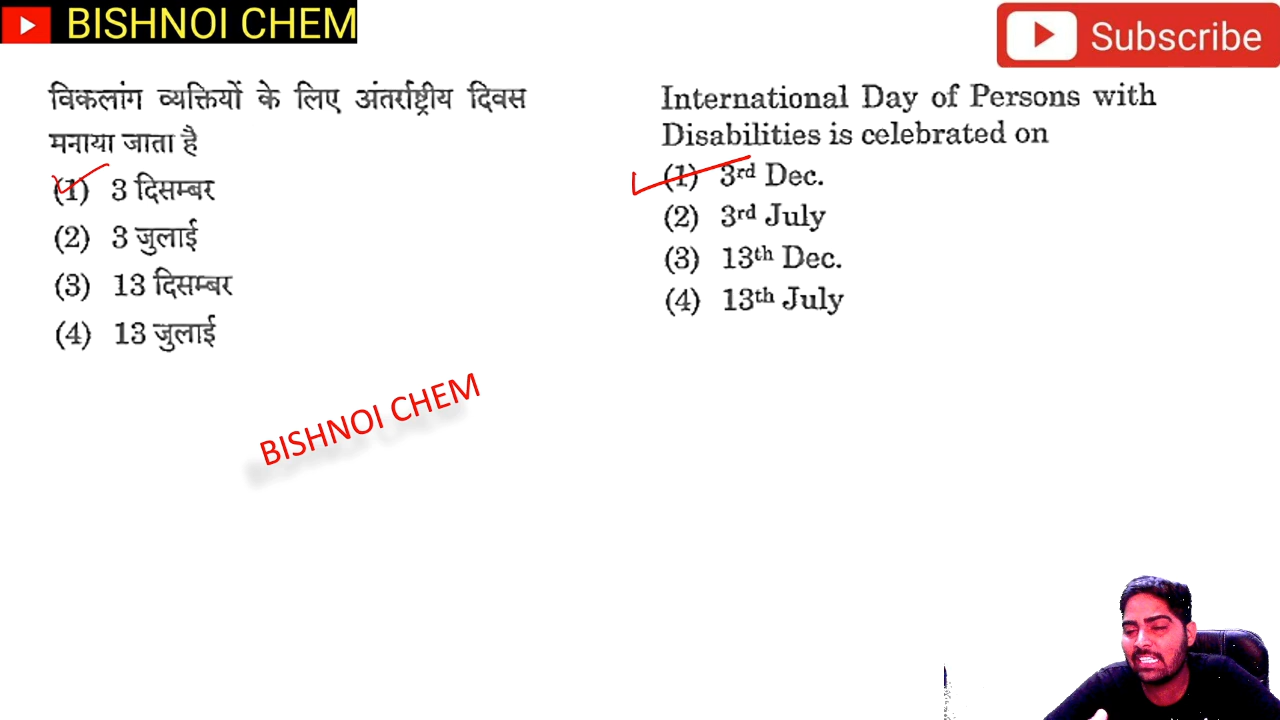 BISHNOI CHEM
Subscribe
विकलांग व्यक्तियों के लिए अंतर्राष्ट्रीय दिवस
मनाया जाता है
(1) 3 दिसम्बर
(2) 3 जुलाई
(3) 13 दिसम्बर
(4) 13 जुलाई
International Day of Persons with
Disabilities is celebrated on
(1) 3rd Dec.
(2) 3rd July
(3) 13th Dec.
(4) 13th July
BISHNOI CHEM